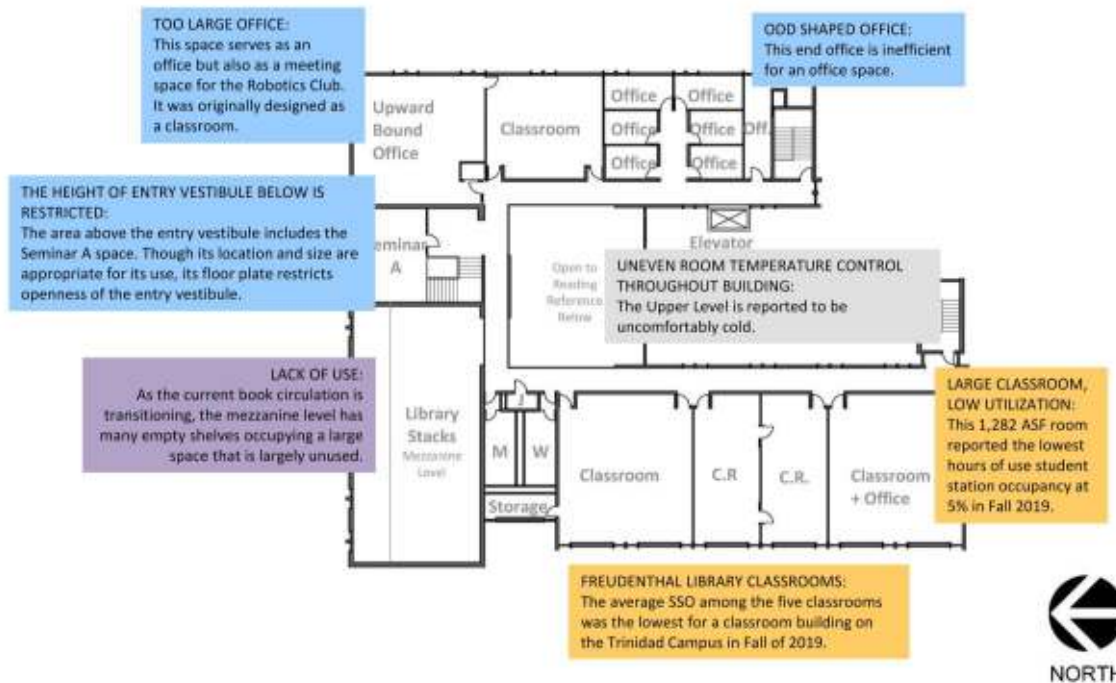 TOO LARGE OFFICE:
This space serves as an
office but also as a meeting
space for the Robotics Club.
It was originally designed as
a classroom.
ODD SHAPED OFFICE:
This end office is inefficient
for an office space.
Upward
Bound
Office
Classroom
Office
Office
Office
Office
Office
Office
Off.
THE HEIGHT OF ENTRY VESTIBULE BELOW IS
RESTRICTED:
The area above the entry vestibule includes the
Seminar A space. Though its location and size are
appropriate for its use, its floor plate restricts
openness of the entry vestibule.
eminar
A
Elevator
Open to
Reading
Reference
Below
UNEVEN ROOM TEMPERATURE CONTROL
THROUGHOUT BUILDING:
The Upper Level is reported to be
uncomfortably cold.
LACK OF USE:
As the current book circulation is
transitioning, the mezzanine level has
many empty shelves occupying a large
space that is largely unused.
Library
Stacks
Mezzanine
Level
M
W
Storage
Classroom
C.R
C.R.
Classroom
+ Office
LARGE CLASSROOM,
LOW UTILIZATION:
This 1,282 ASF room
reported the lowest
hours of use student
station occupancy at
5% in Fall 2019.
FREUDENTHAL LIBRARY CLASSROOMS:
The average SSO among the five classrooms
was the lowest for a classroom building on
the Trinidad Campus in Fall of 2019.
NORTH